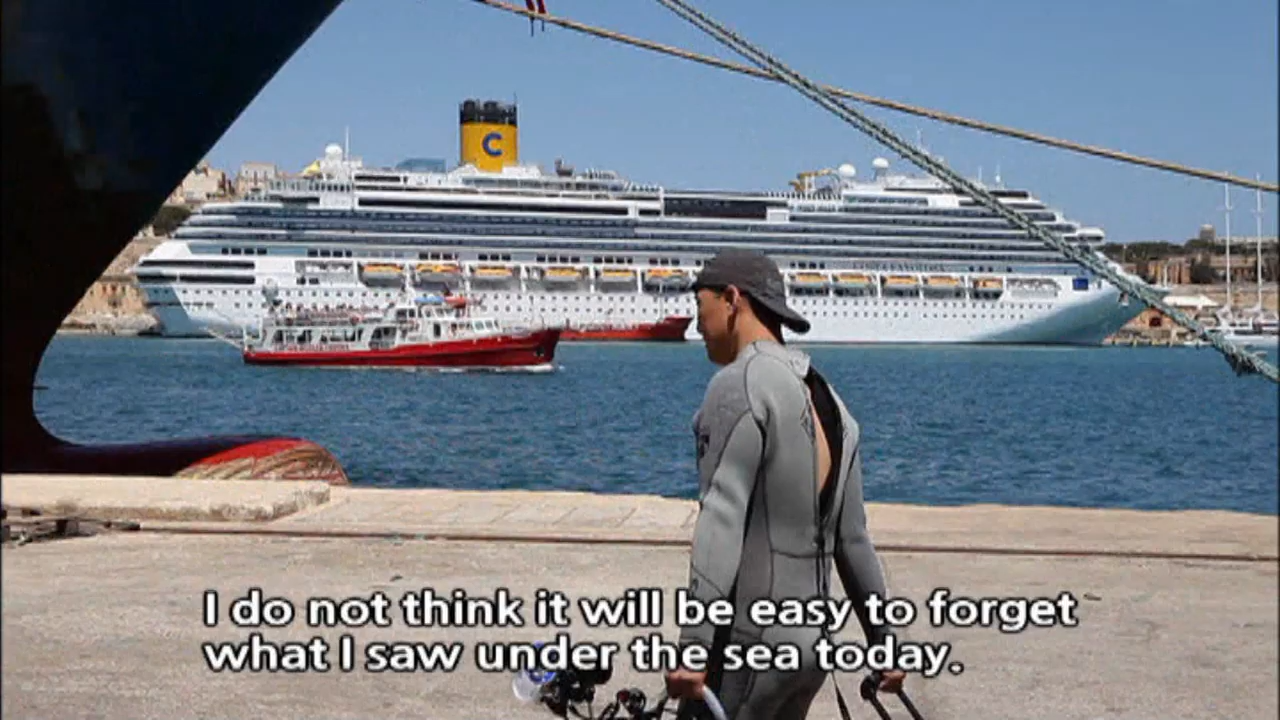 C
I do not think it will be easy to forget
what I saw under the sea today.